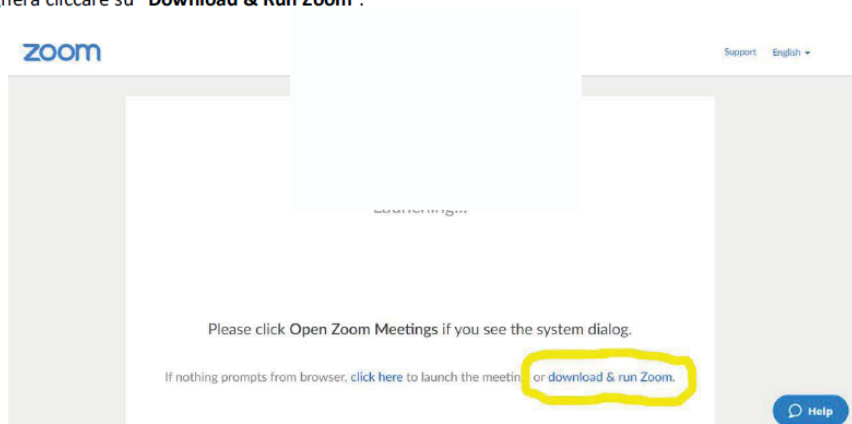 cliccare su "Download & Run Zoom".
zoom
Support English
Launching...
Please click Open Zoom Meetings if you see the system dialog.
If nothing prompts from browser, click here to launch the meetin or download & run Zoom.
Help